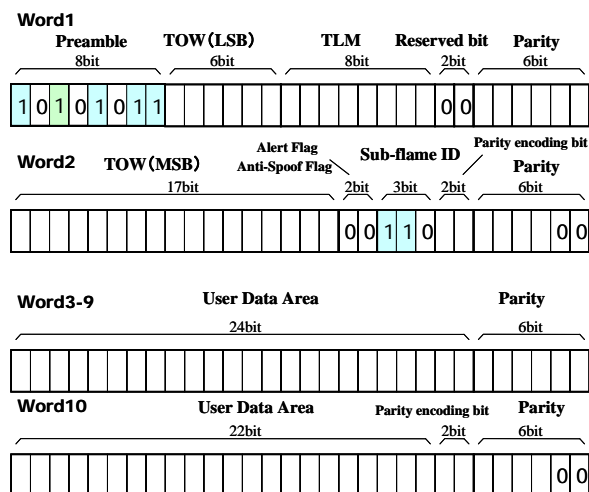 Word1
Preamble TOW(LSB) TLM Reserved bit Parity
8bit 6bit 8bit 2bit 6bit
1 0 1 0 1 0 1 1 0 0
Word2 TOW(MSB) Alert Flag Anti-Spoof Flag Sub-flame ID Parity encoding bit Parity
17bit 2bit 3bit 2bit 6bit
0 0 1 1 0 0 0
Word3-9 User Data Area Parity
24bit 6bit
Word10 User Data Area Parity encoding bit Parity
22bit 2bit 6bit
0 0